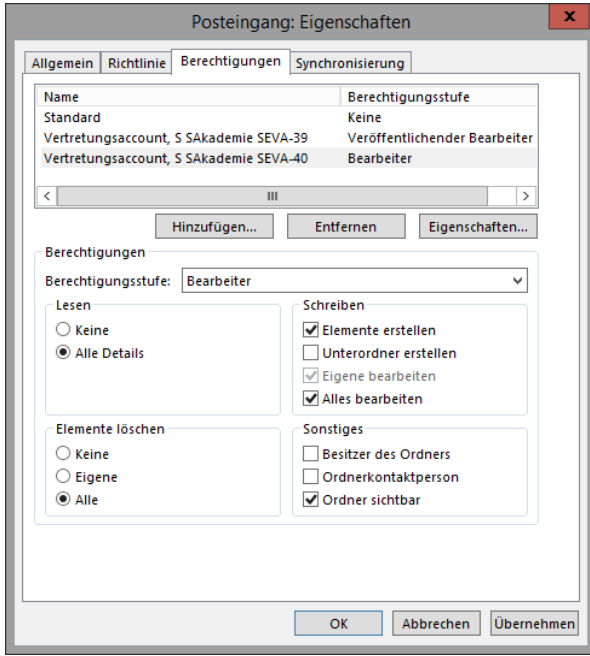 Posteingang: Eigenschaften
x
Allgemein Richtlinie Berechtigungen Synchronisierung
Name Berechtigungsstufe
Standard Keine
Vertretungsaccount, S SAkademie SEVA-39 Veröffentlichender Bearbeiter
Vertretungsaccount, S SAkademie SEVA-40 Bearbeiter
Hinzufügen... Entfernen Eigenschaften...
Berechtigungen
Berechtigungsstufe: Bearbeiter
Lesen
Keine
Alle Details
Schreiben
Elemente erstellen
Unterordner erstellen
Eigene bearbeiten
Alles bearbeiten
Elemente löschen
Keine
Eigene
Alle
Sonstiges
Besitzer des Ordners
Ordnerkontaktperson
Ordner sichtbar
OK Abbrechen Übernehmen